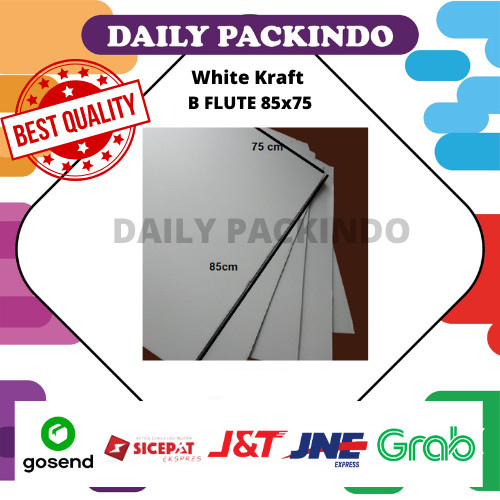 DAILY PACKINDO
White Kraft
B FLUTE 85x75
BEST QUALITY
75 cm
DAILY PACKINDO
85cm
gosend
SICEPAT
EKSPRES
J&T
JNE
EXPRESS
Grab